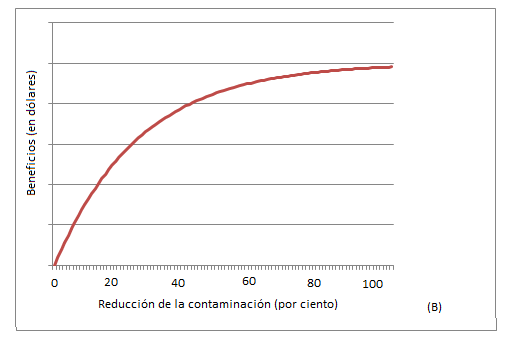 Beneficios (en dólares)
0 20 40 60 80 100
Reducción de la contaminación (por ciento)
(B)